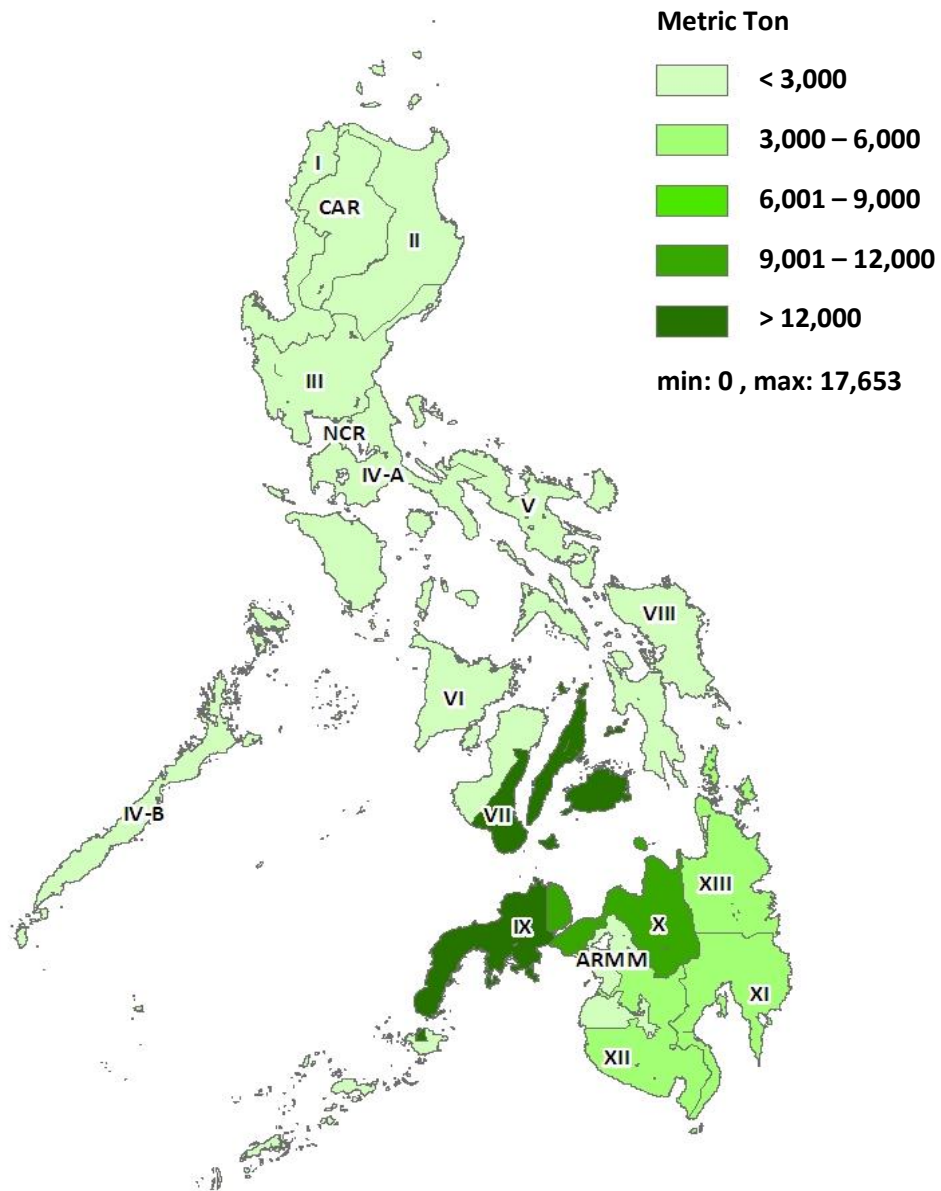 Metric Ton
< 3,000
3,000 – 6,000
6,001 – 9,000
9,001 – 12,000
> 12,000
min: 0 , max: 17,653
I
CAR
II
III
NCR
IV-A
V
VIII
VI
IV-B
VII
XIII
IX
X
ARMM
XI
XII